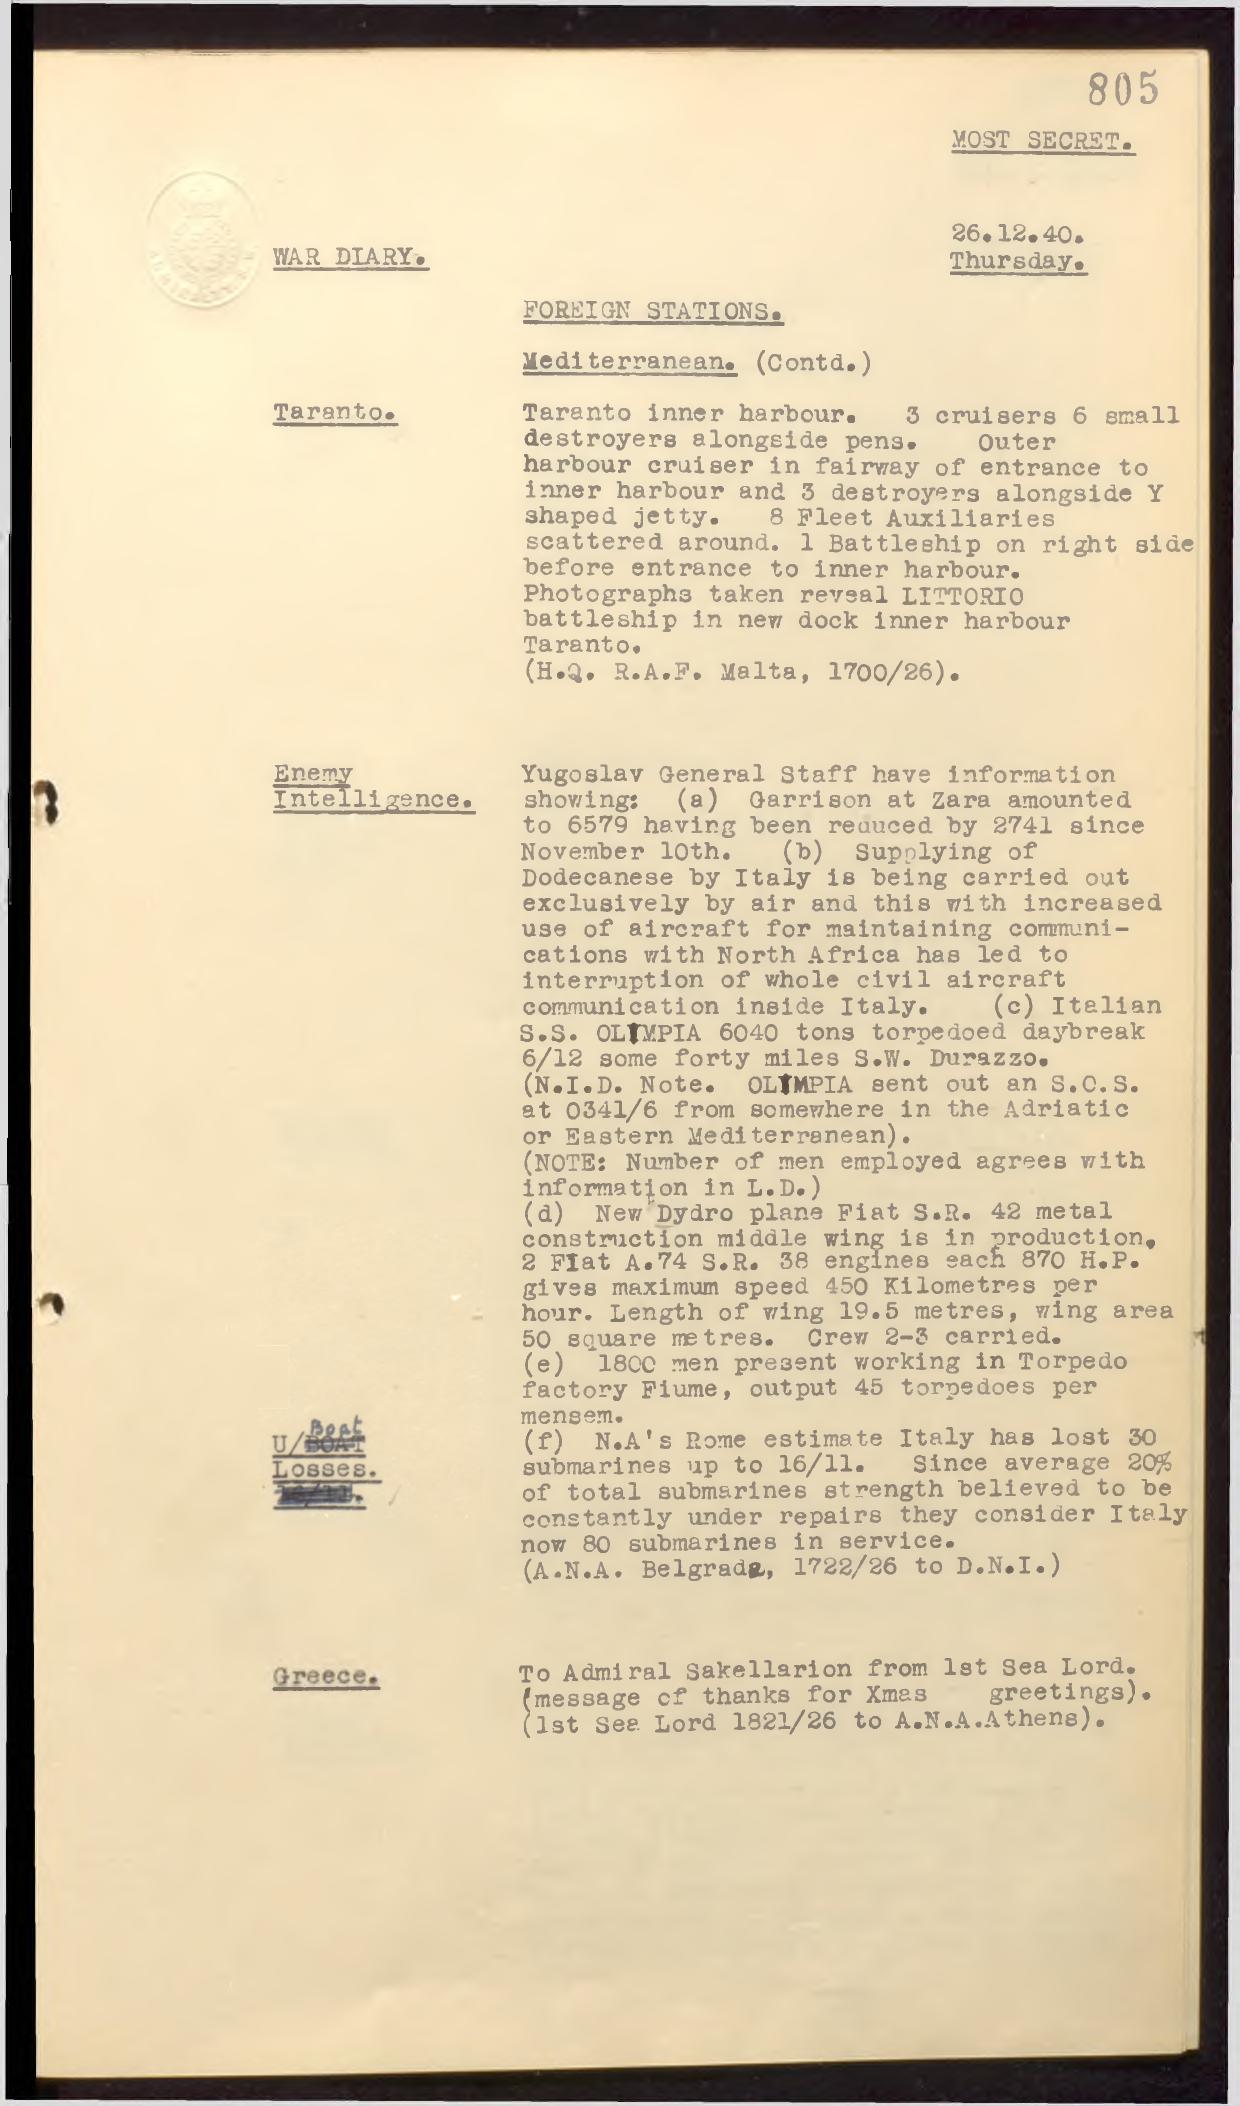 805
MOST SECRET.
26.12.40.
Thursday.
WAR DIARY.
FOREIGN STATIONS.
Mediterranean. (Contd.)
Taranto.
Taranto inner harbour. 3 cruisers 6 small
destroyers alongside pens. Outer
harbour cruiser in fairway of entrance to
inner harbour and 3 destroyers alongside Y
shaped jetty. 8 Fleet Auxiliaries
scattered around. 1 Battleship on right side
before entrance to inner harbour.
Photographs taken reveal LITTORIO
battleship in new dock inner harbour
Taranto.
(H.Q. R.A.F. Malta, 1700/26).
Enemy
Intelligence.
Yugoslav General Staff have information
showing: (a) Garrison at Zara amounted
to 6579 having been reduced by 2741 since
November 10th. (b) Supplying of
Dodecanese by Italy is being carried out
exclusively by air and this with increased
use of aircraft for maintaining communi-
cations with North Africa has led to
interruption of whole civil aircraft
communication inside Italy. (c) Italian
S.S. OLYMPIA 6040 tons torpedoed daybreak
6/12 some forty miles S.W. Durazzo.
(N.I.D. Note. OLYMPIA sent out an S.O.S.
at 0341/6 from somewhere in the Adriatic
or Eastern Mediterranean).
(NOTE: Number of men employed agrees with
information in L.D.)
(d) New Dydro plane Fiat S.R. 42 metal
construction middle wing is in production,
2 FIat A.74 S.R. 38 engines each 870 H.P.
gives maximum speed 450 Kilometres per
hour. Length of wing 19.5 metres, wing area
50 square metres. Crew 2-3 carried.
(e) 1800 men present working in Torpedo
factory Fiume, output 45 torpedoes per
mensem.
Boat
U/BOAT
Losses.
(f) N.A's Rome estimate Italy has lost 30
submarines up to 16/11. Since average 20%
of total submarines strength believed to be
constantly under repairs they consider Italy
now 80 submarines in service.
(A.N.A. Belgrade, 1722/26 to D.N.I.)
Greece.
To Admiral Sakellarion from 1st Sea Lord.
(message of thanks for Xmas greetings).
(1st Sea Lord 1821/26 to A.N.A.Athens).